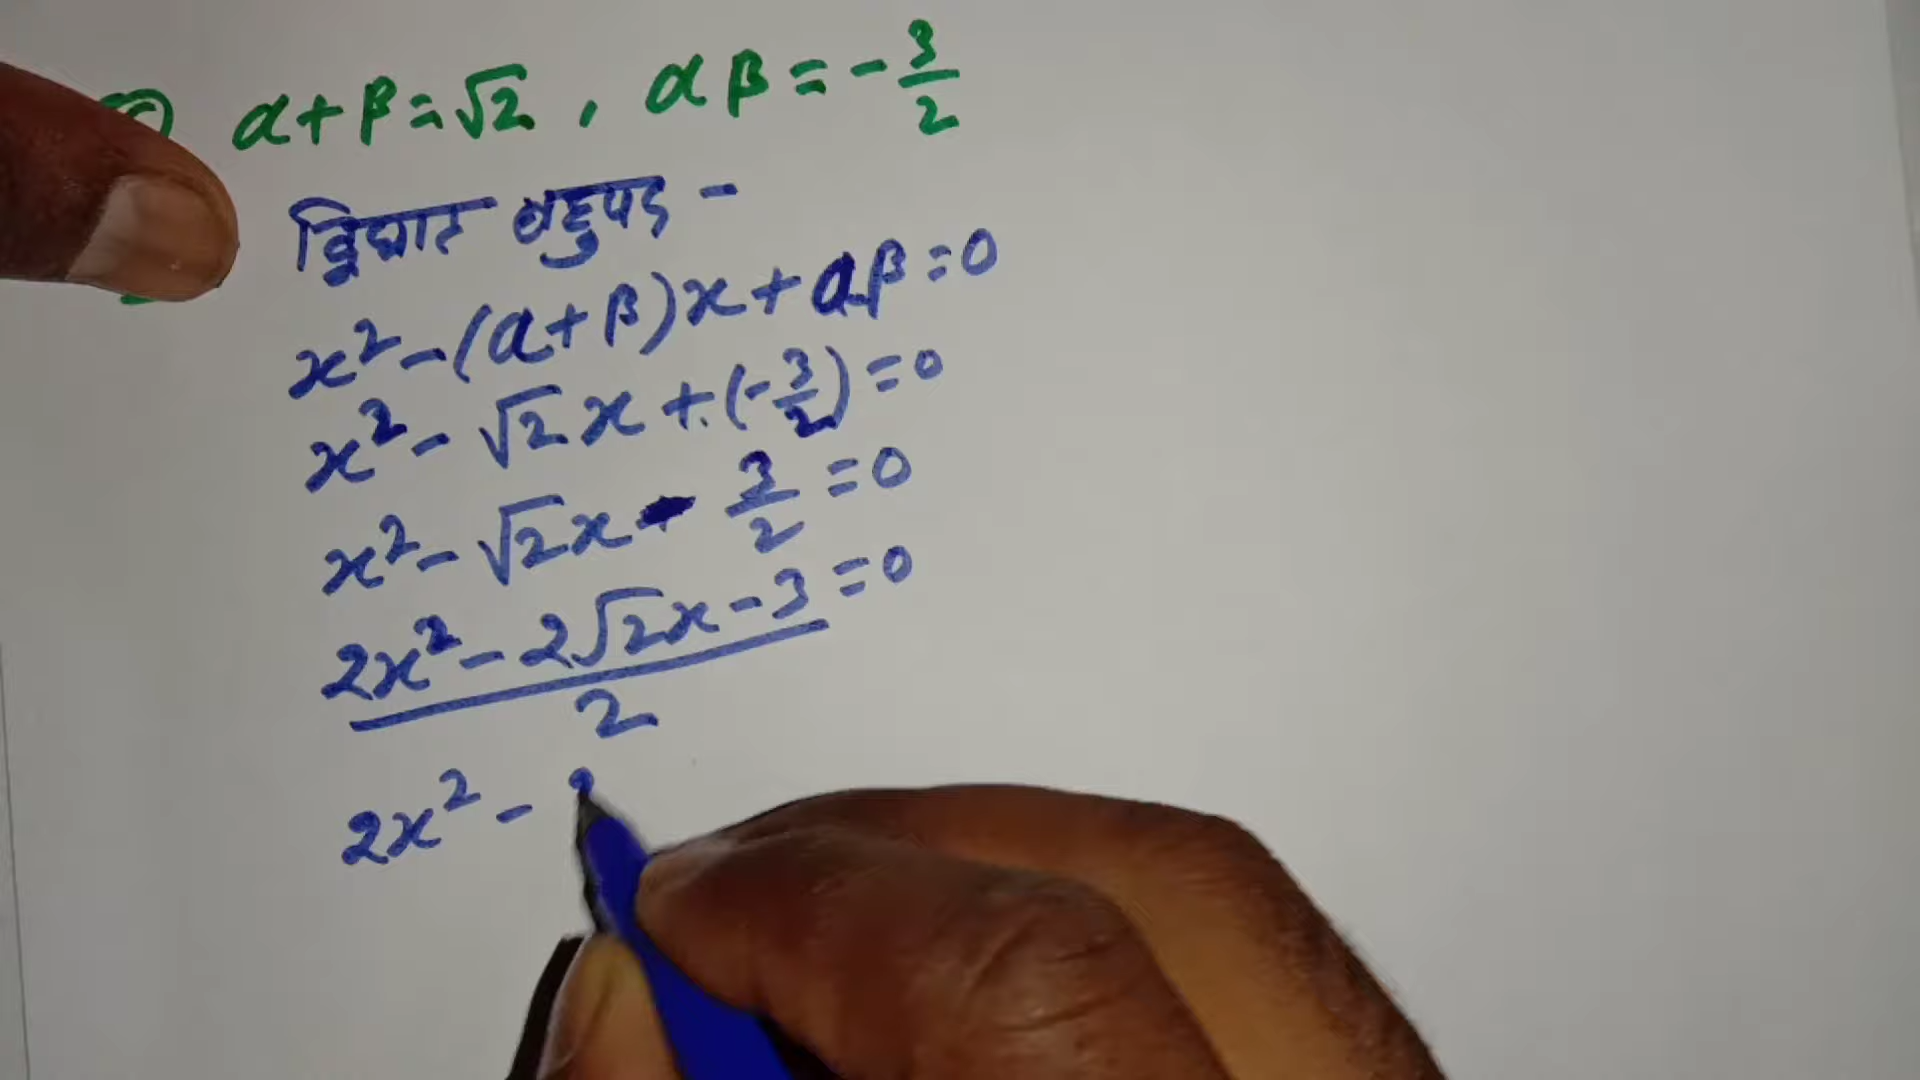 α+β=√2, αβ=-3/2
द्विघात बहुपद -
x²-(α+β)x+αβ=0
x²-√2x+(-3/2)=0
x²-√2x-3/2=0
(2x²-2√2x-3)/2=0
2x²-